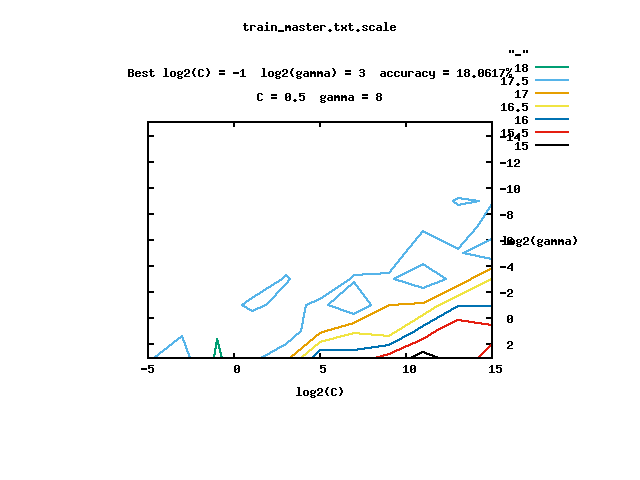 train_master.txt.scale
"-"
Best log2(C) = -1 log2(gamma) = 3 accuracy = 18.0617%
18
17.5
C = 0.5 gamma = 8
17
16.5
16
15.5
15
-14
-12
-10
-8
-6
log2(gamma)
-4
-2
0
2
-5 0 5 10 15
log2(C)